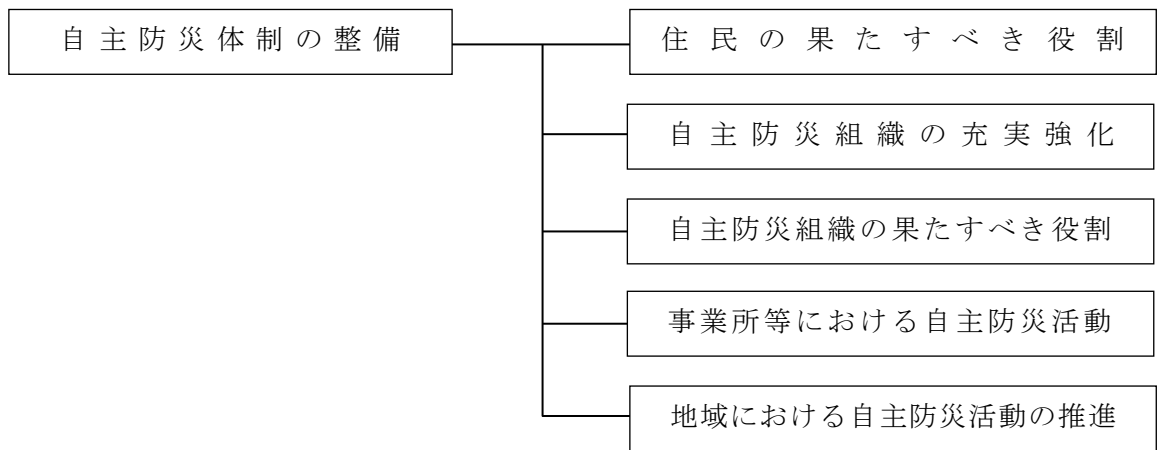 自主防災体制の整備
住民の果たすべき役割
自主防災組織の充実強化
自主防災組織の果たすべき役割
事業所等における自主防災活動
地域における自主防災活動の推進